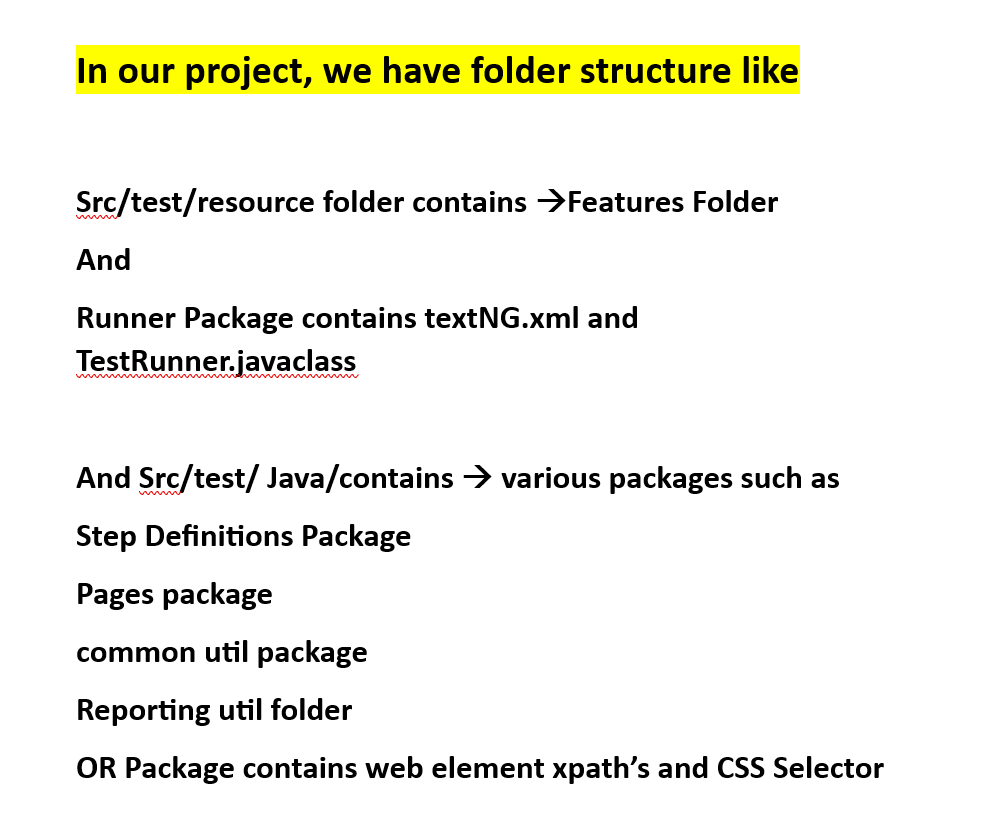 In our project, we have folder structure like
Src/test/resource folder contains →Features Folder
And
Runner Package contains textNG.xml and
TestRunner.javaclass
And Src/test/ Java/contains → various packages such as
Step Definitions Package
Pages package
common util package
Reporting util folder
OR Package contains web element xpath’s and CSS Selector